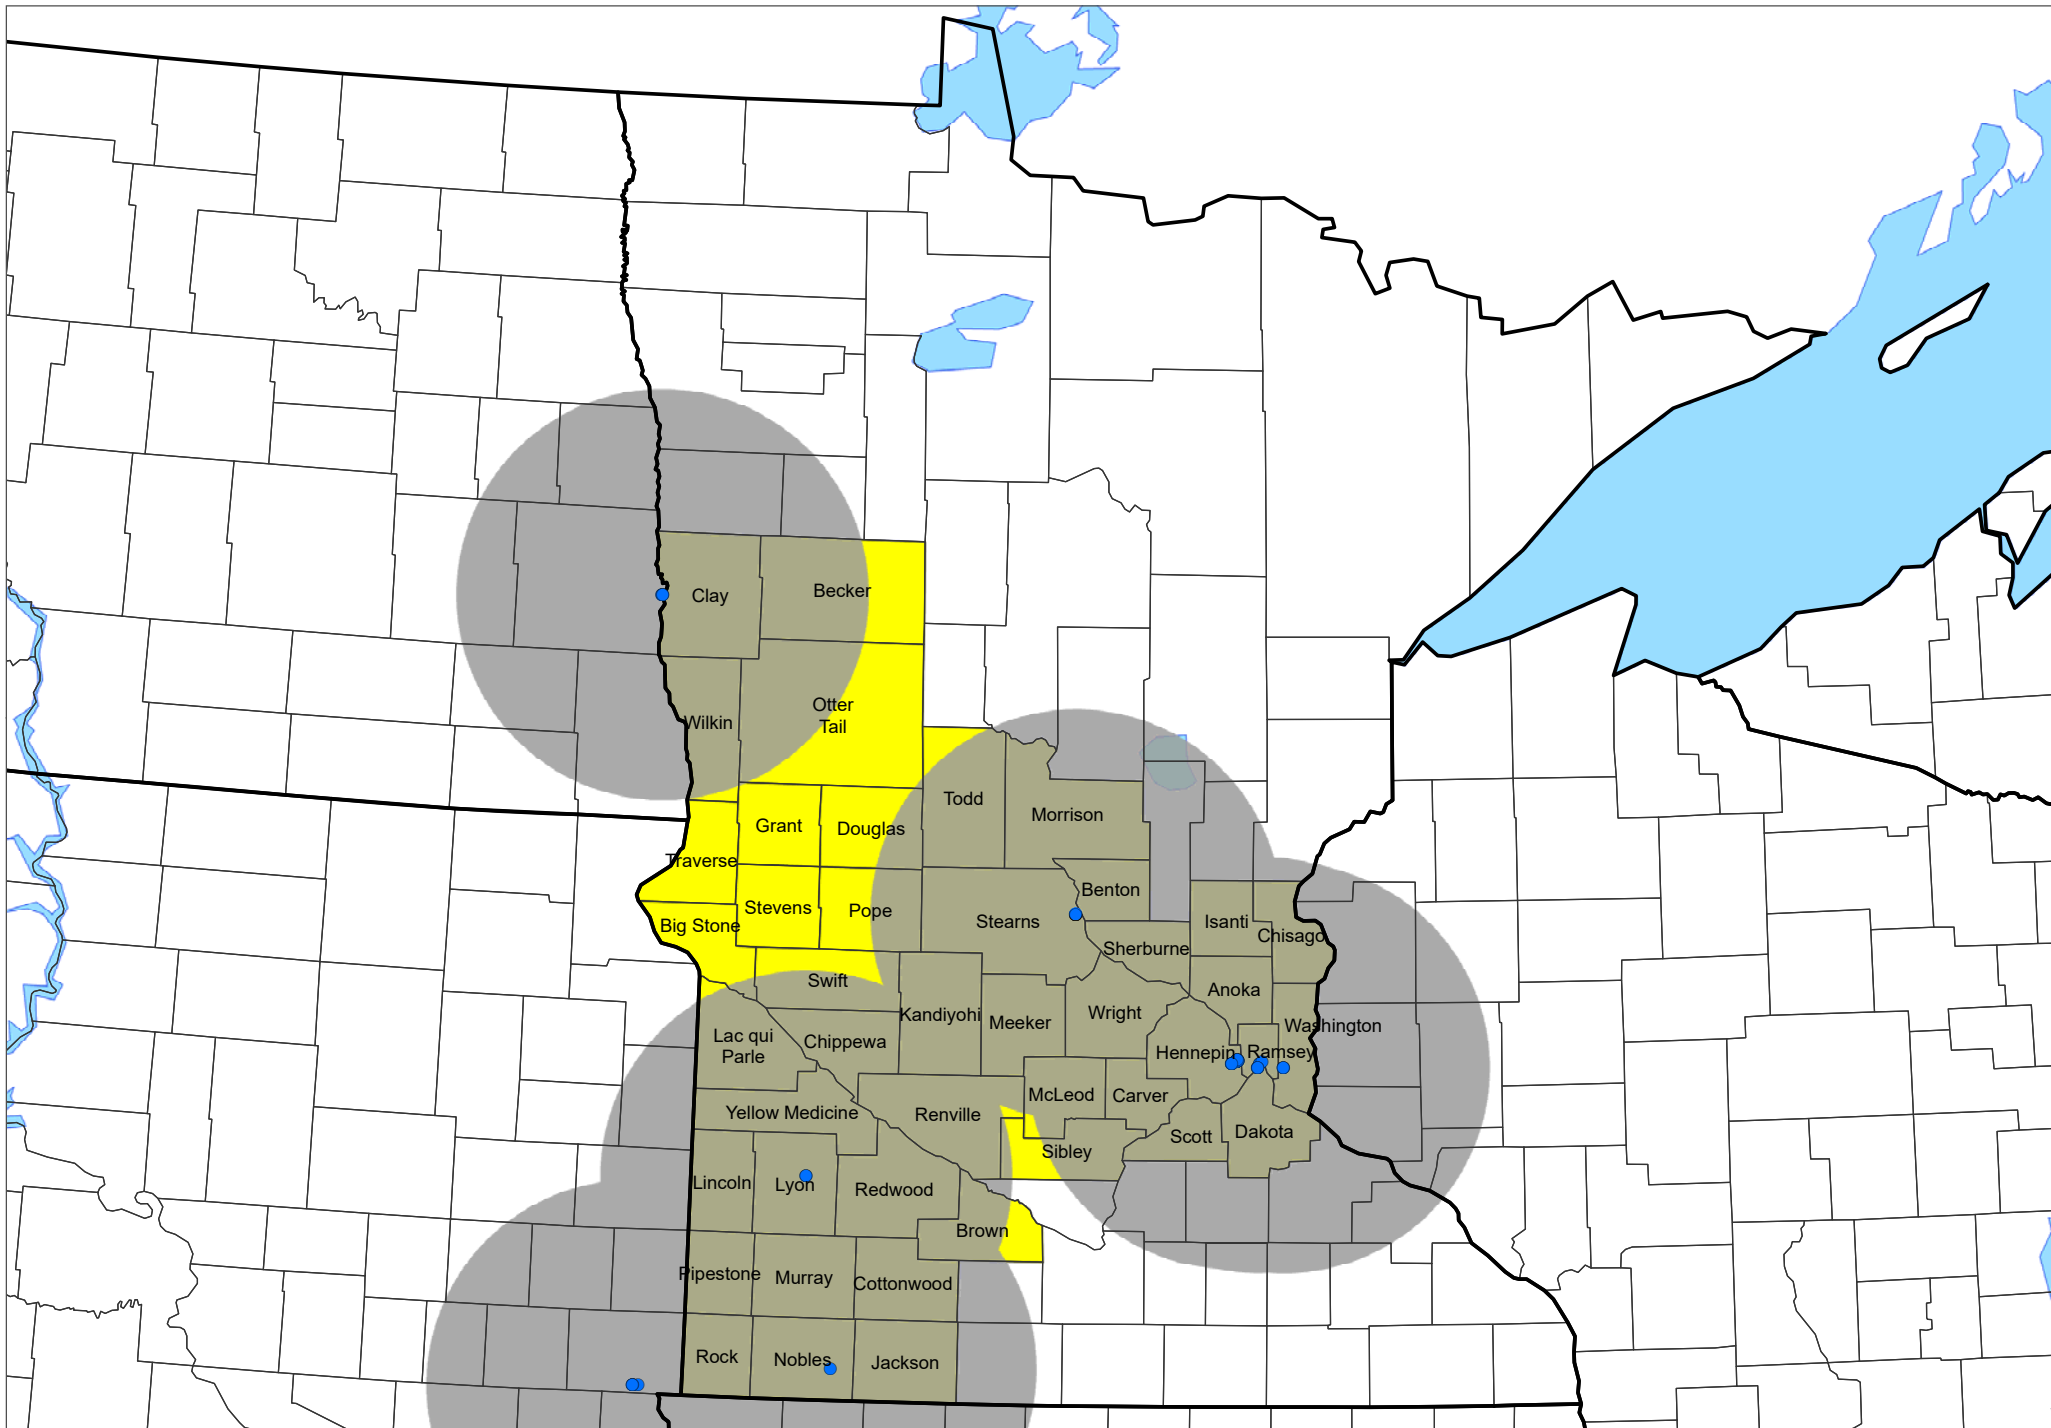 Clay
Becker
Otter
Tail
Wilkin
Todd
Morrison
Grant
Douglas
Traverse
Benton
Stevens
Pope
Big Stone
Stearns
Isanti
Chisago
Sherburne
Swift
Anoka
Kandiyohi
Meeker
Wright
Washington
Lac qui
Parle
Chippewa
Hennepin
Ramsey
McLeod
Carver
Yellow Medicine
Renville
Scott
Dakota
Sibley
Lincoln
Lyon
Redwood
Brown
Pipestone
Murray
Cottonwood
Rock
Nobles
Jackson